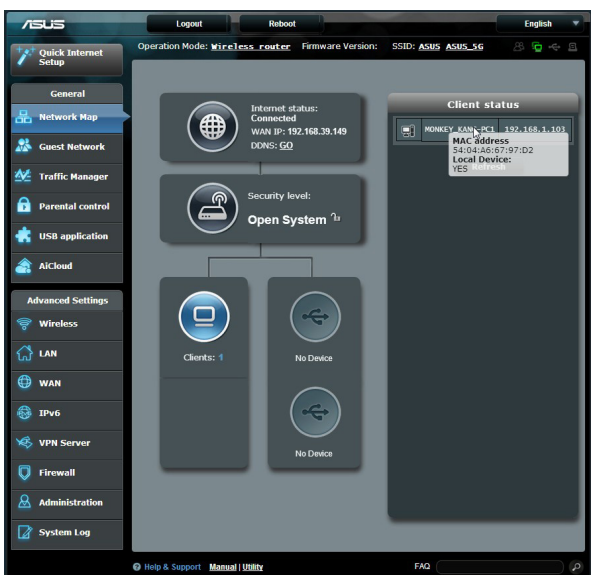 ASUS
Logout
Reboot
English
Quick Internet
Setup
Operation Mode: Wireless router Firmware Version: SSID: ASUS ASUS_5G
General
Network Map
Guest Network
Traffic Manager
Parental control
USB application
AiCloud
Advanced Settings
Wireless
LAN
WAN
IPv6
VPN Server
Firewall
Administration
System Log
Internet status:
Connected
WAN IP: 192.168.39.149
DDNS: GO
Security level:
Open System
Clients: 1
No Device
No Device
Client status
MONKEY 192.168.1.103
MAC address
54:04:A6:67:97:D2
Local Device:
YES
Refresh
Help & Support Manual | Utility
FAQ